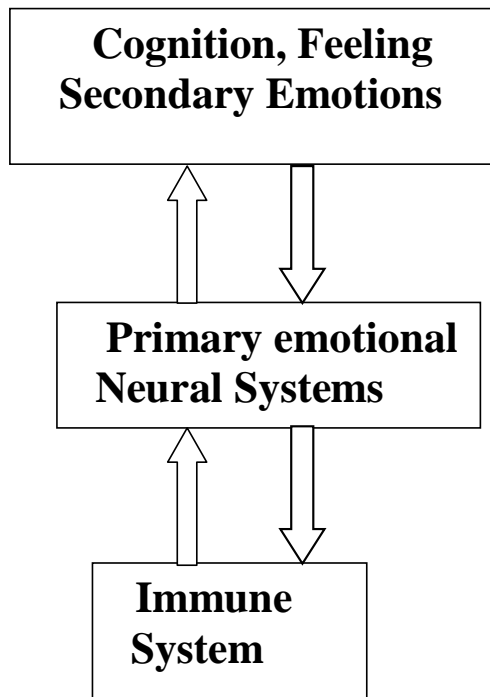 Cognition, Feeling
Secondary Emotions
Primary emotional
Neural Systems
Immune
System